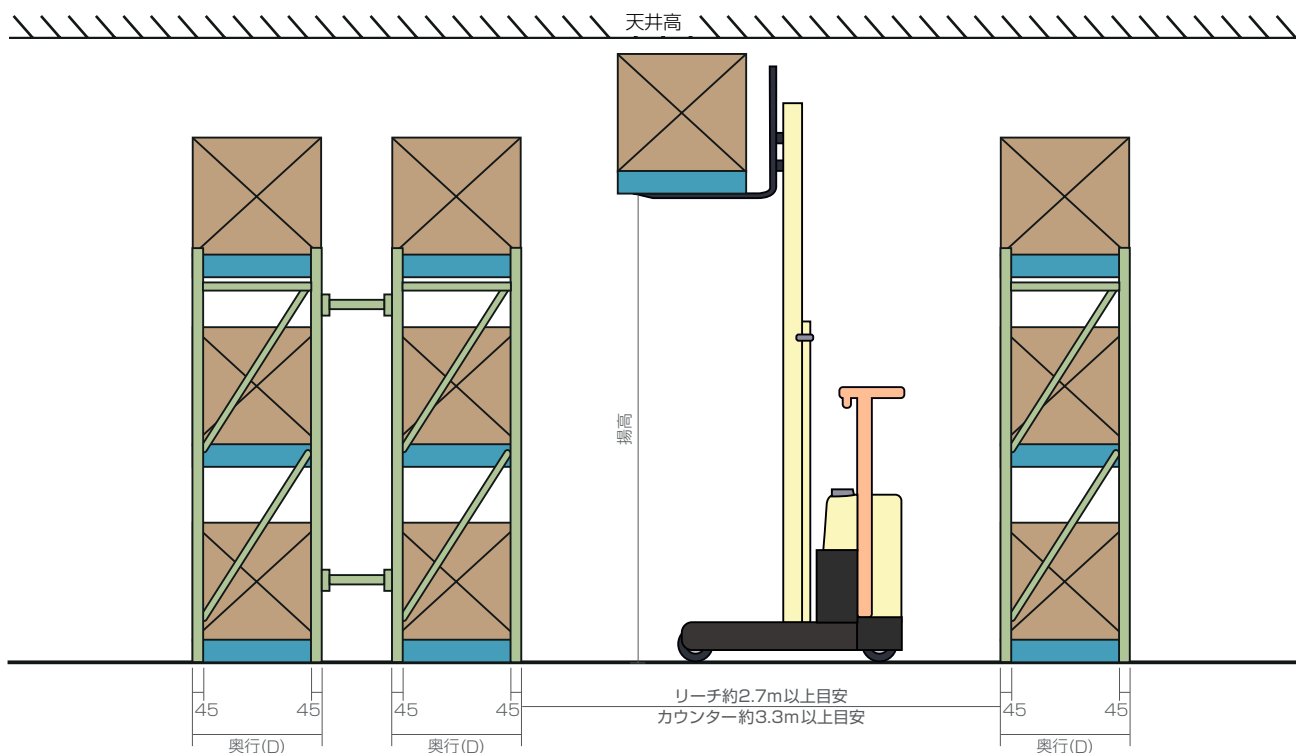 天井高
揚高
リーチ約2.7m以上目安
カウンター約3.3m以上目安
45 45 45 45 45 45
奥行(D) 奥行(D) 奥行(D)